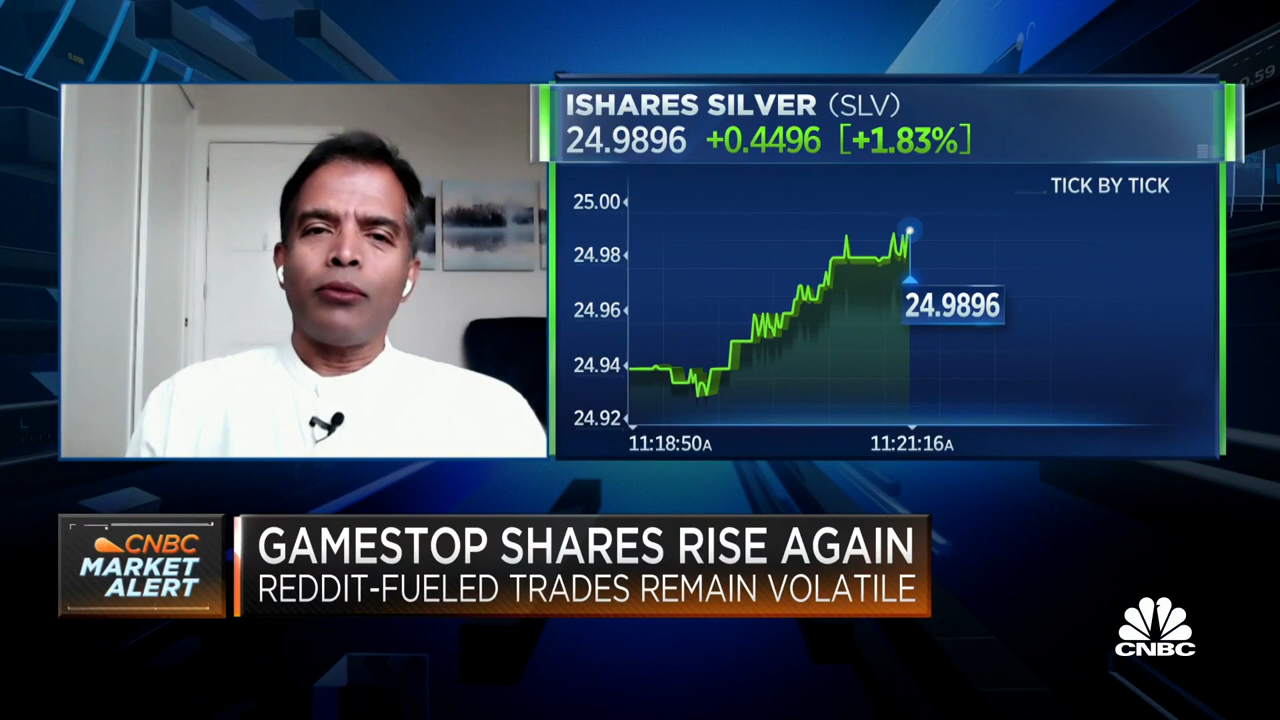 ISHARES SILVER (SLV)
24.9896 +0.4496 [+1.83%]
TICK BY TICK
25.00
24.98
24.96
24.94
24.92
24.9896
11:18:50A
11:21:16A
CNBC
MARKET
ALERT
GAMESTOP SHARES RISE AGAIN
REDDIT-FUELED TRADES REMAIN VOLATILE
CNBC
0.59